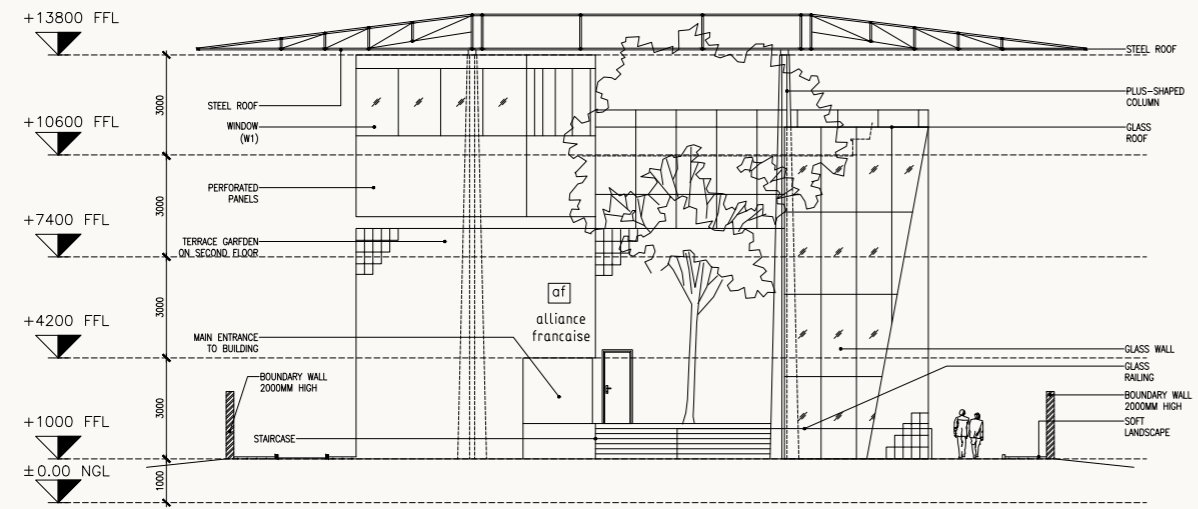 +13800 FFL
STEEL ROOF
3000
PLUS-SHAPED
COLUMN
STEEL ROOF
+10600 FFL
WINDOW
(W1)
GLASS
ROOF
3000
PERFORATED
PANELS
+7400 FFL
TERRACE GARFDEN
ON SECOND FLOOR
3000
af
alliance
francaise
+4200 FFL
MAIN ENTRANCE
TO BUILDING
GLASS WALL
GLASS
RAILING
BOUNDARY WALL
2000MM HIGH
3000
BOUNDARY WALL
2000MM HIGH
+1000 FFL
STAIRCASE
SOFT
LANDSCAPE
±0.00 NGL
1000